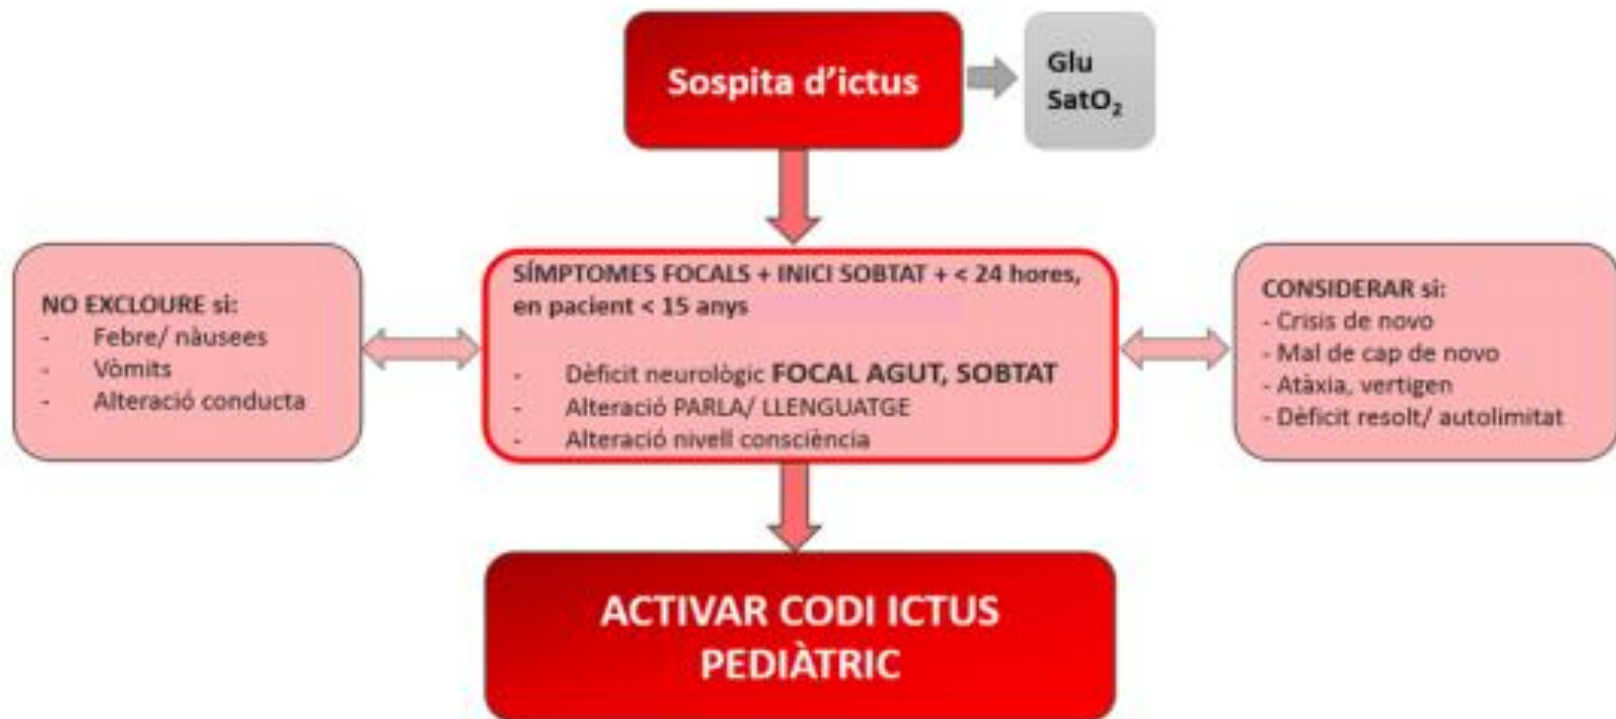 Sospita d'ictus
Glu
SatO₂
NO EXCLOURE si:
- Febre/ nàusees
- Vòmits
- Alteració conducta
SÍMPTOMES FOCALS + INICI SOBTAT + < 24 hores,
en pacient < 15 anys
- Dèficit neurològic FOCAL AGUT, SOBTAT
- Alteració PARLA/ LLENGUATGE
- Alteració nivell consciència
CONSIDERAR si:
- Crisis de novo
- Mal de cap de novo
- Atàxia, vertigen
- Dèficit resolt/ autolimitat
ACTIVAR CODI ICTUS
PEDIÀTRIC